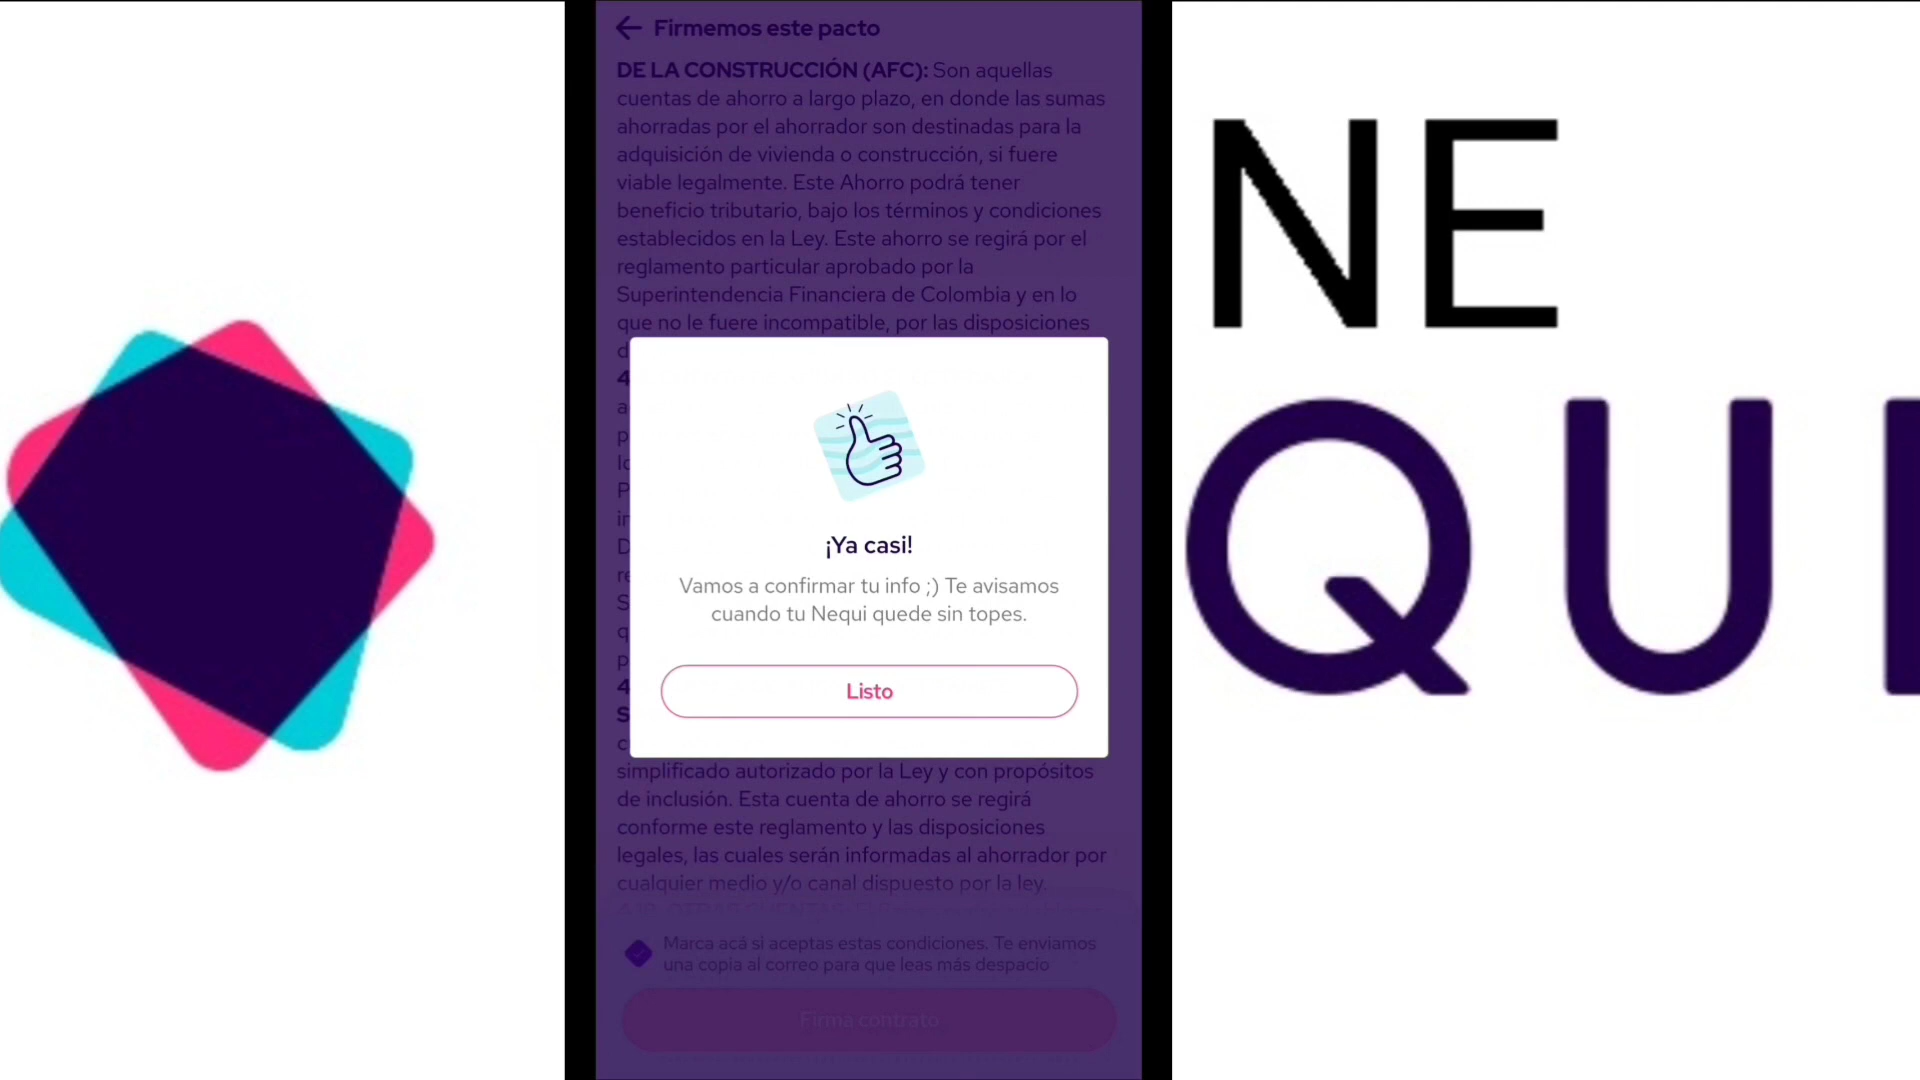 Firmemos este pacto
DE LA CONSTRUCCIÓN (AFC): Son aquellas
cuentas de ahorro a largo plazo, en donde las sumas
ahorradas por el ahorrador son destinadas para la
adquisición de vivienda o construcción, si fuere
viable legalmente. Este Ahorro podrá tener
beneficio tributario, bajo los términos y condiciones
establecidos en la Ley. Este ahorro se regirá por el
reglamento particular aprobado por la
Superintendencia Financiera de Colombia y en lo
que no le fuere incompatible, por las disposiciones
¡Ya casi!
Vamos a confirmar tu info ;) Te avisamos
cuando tu Nequi quede sin topes.
Listo
simplificado autorizado por la Ley y con propósitos
de inclusión. Esta cuenta de ahorro se regirá
conforme este reglamento y las disposiciones
legales, las cuales serán informadas al ahorrador por
cualquier medio y/o canal dispuesto por la ley.
Marca acá si aceptas estas condiciones. Te enviamos
una copia al correo para que leas más despacio
Firma contrato
NE
QUI